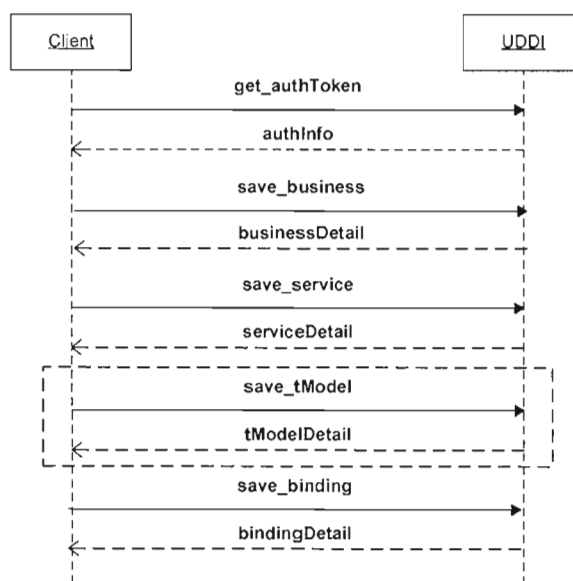 Client
UDDI
get_authToken
authInfo
save_business
businessDetail
save_service
serviceDetail
save_tModel
tModelDetail
save_binding
bindingDetail